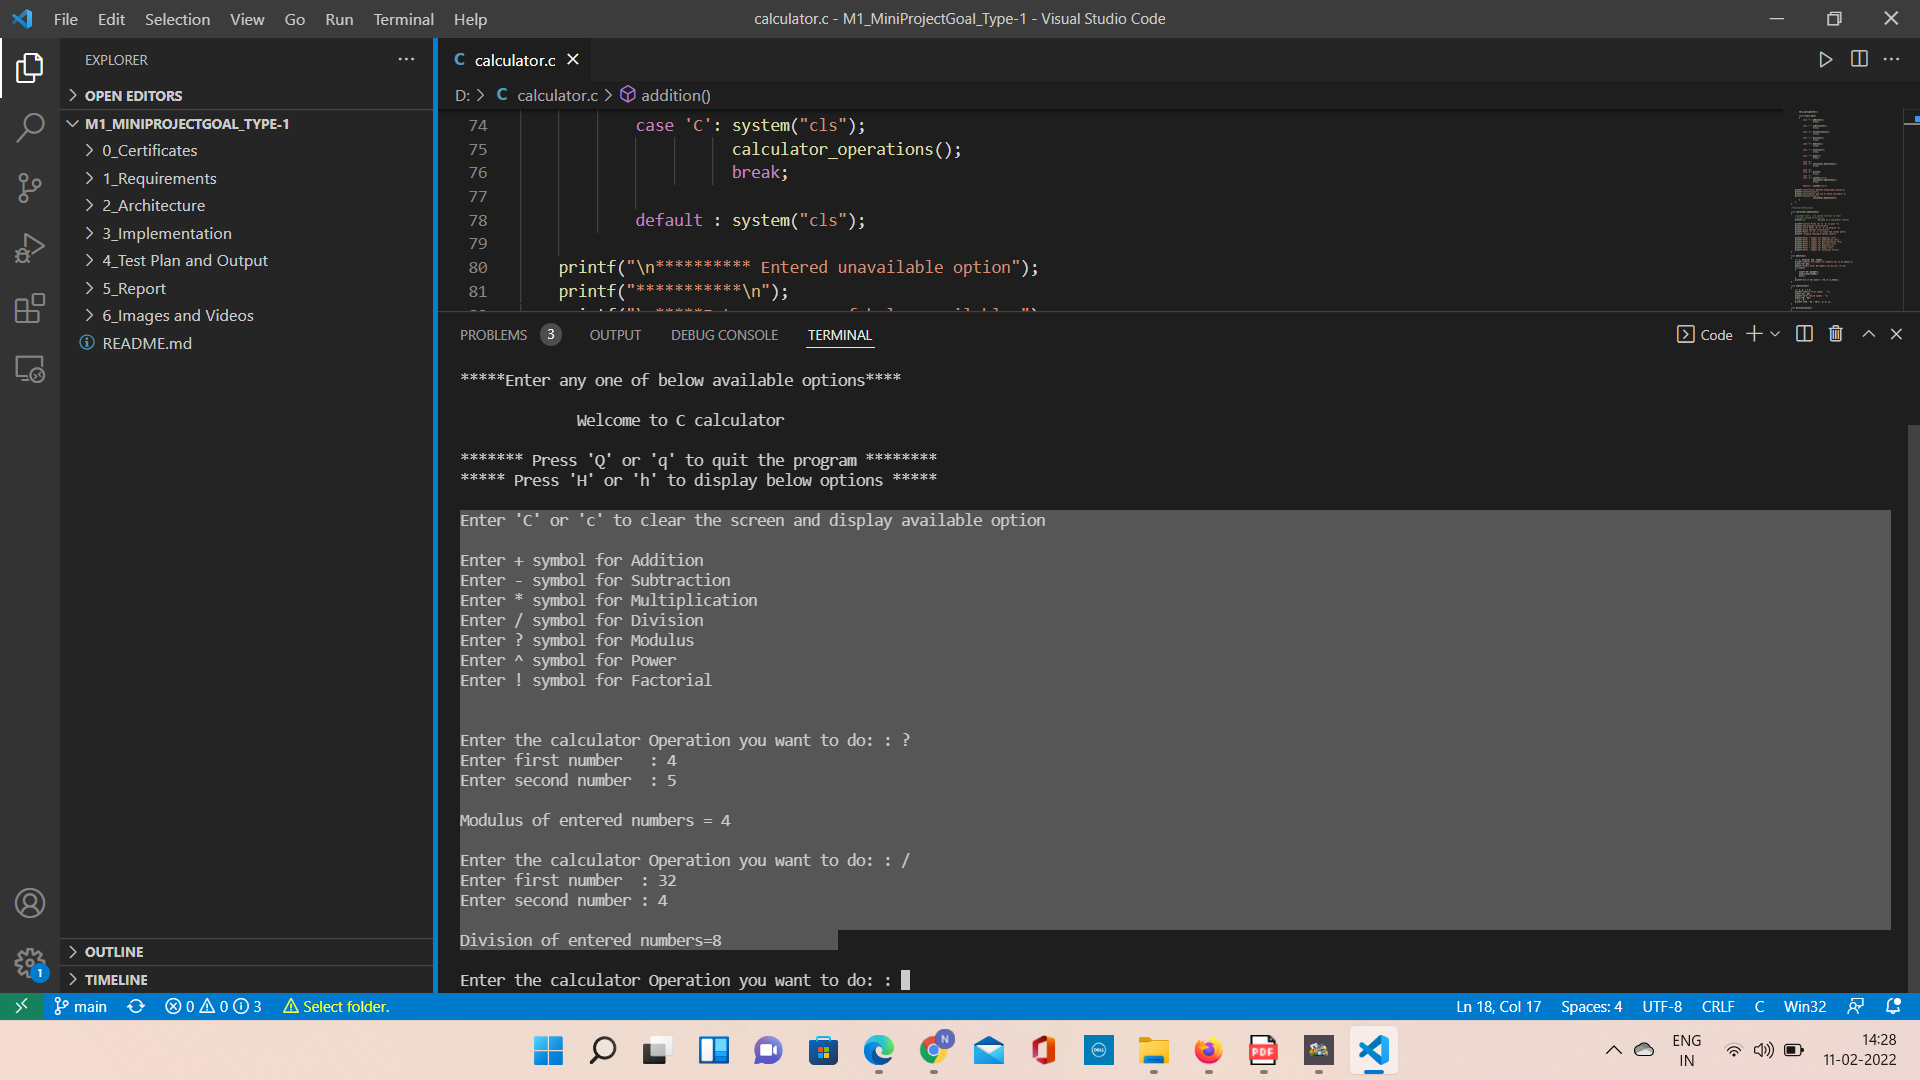 File Edit Selection View Go Run Terminal Help
calculator.c - M1_MiniProjectGoal_Type-1 - Visual Studio Code
EXPLORER
OPEN EDITORS
M1_MINIPROJECTGOAL_TYPE-1
0_Certificates
1_Requirements
2_Architecture
3_Implementation
4_Test Plan and Output
5_Report
6_Images and Videos
README.md
OUTLINE
TIMELINE
C calculator.c
D: > C calculator.c > addition()
74 case 'C': system("cls");
75 calculator_operations();
76 break;
77
78 default : system("cls");
79
80 printf("\n********** Entered unavailable option");
81 printf("***********\n");
PROBLEMS 3 OUTPUT DEBUG CONSOLE TERMINAL
Code
*****Enter any one of below available options****
Welcome to C calculator
******* Press 'Q' or 'q' to quit the program ********
***** Press 'H' or 'h' to display below options *****
Enter 'C' or 'c' to clear the screen and display available option
Enter + symbol for Addition
Enter - symbol for Subtraction
Enter * symbol for Multiplication
Enter / symbol for Division
Enter ? symbol for Modulus
Enter ^ symbol for Power
Enter ! symbol for Factorial
Enter the calculator Operation you want to do: : ?
Enter first number   : 4
Enter second number  : 5
Modulus of entered numbers = 4
Enter the calculator Operation you want to do: : /
Enter first number  : 32
Enter second number : 4
Division of entered numbers=8
Enter the calculator Operation you want to do: :
1
main 0 0 3 Select folder.
Ln 18, Col 17 Spaces: 4 UTF-8 CRLF C Win32
N
DELL
PDF
ENG
IN
14:28
11-02-2022